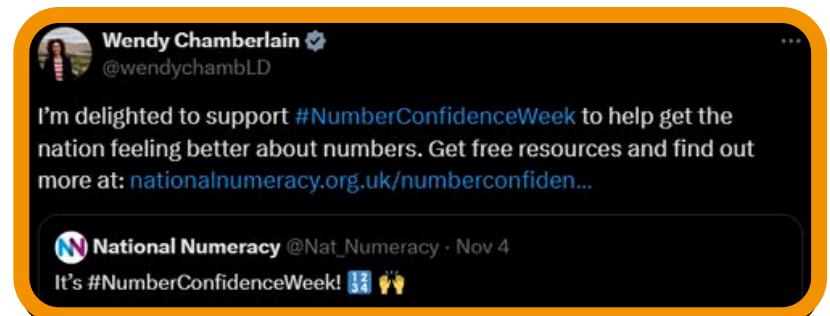 Wendy Chamberlain
@wendychambLD
I’m delighted to support #NumberConfidenceWeek to help get the
nation feeling better about numbers. Get free resources and find out
more at: nationalnumeracy.org.uk/numberconfiden...
National Numeracy @Nat_Numeracy · Nov 4
It’s #NumberConfidenceWeek! 🔢 🙌